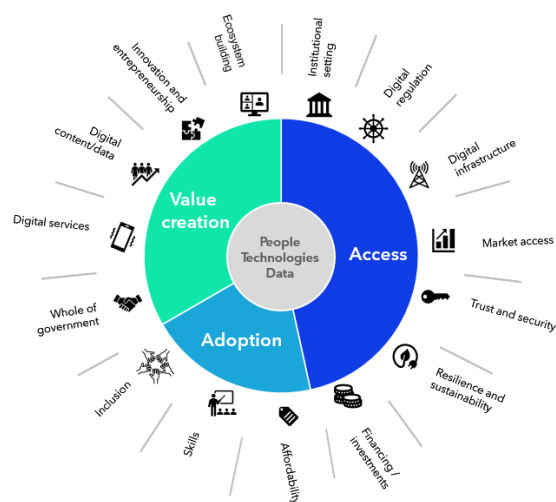 Ecosystem
building
Institutional
setting
Digital
regulation
Digital
infrastructure
Market access
Trust and security
Resilience and
sustainability
Financing /
investments
Affordability
Skills
Inclusion
Whole of
government
Digital services
Digital
content/data
Innovation and
entrepreneurship
Value
creation
Access
Adoption
People
Technologies
Data